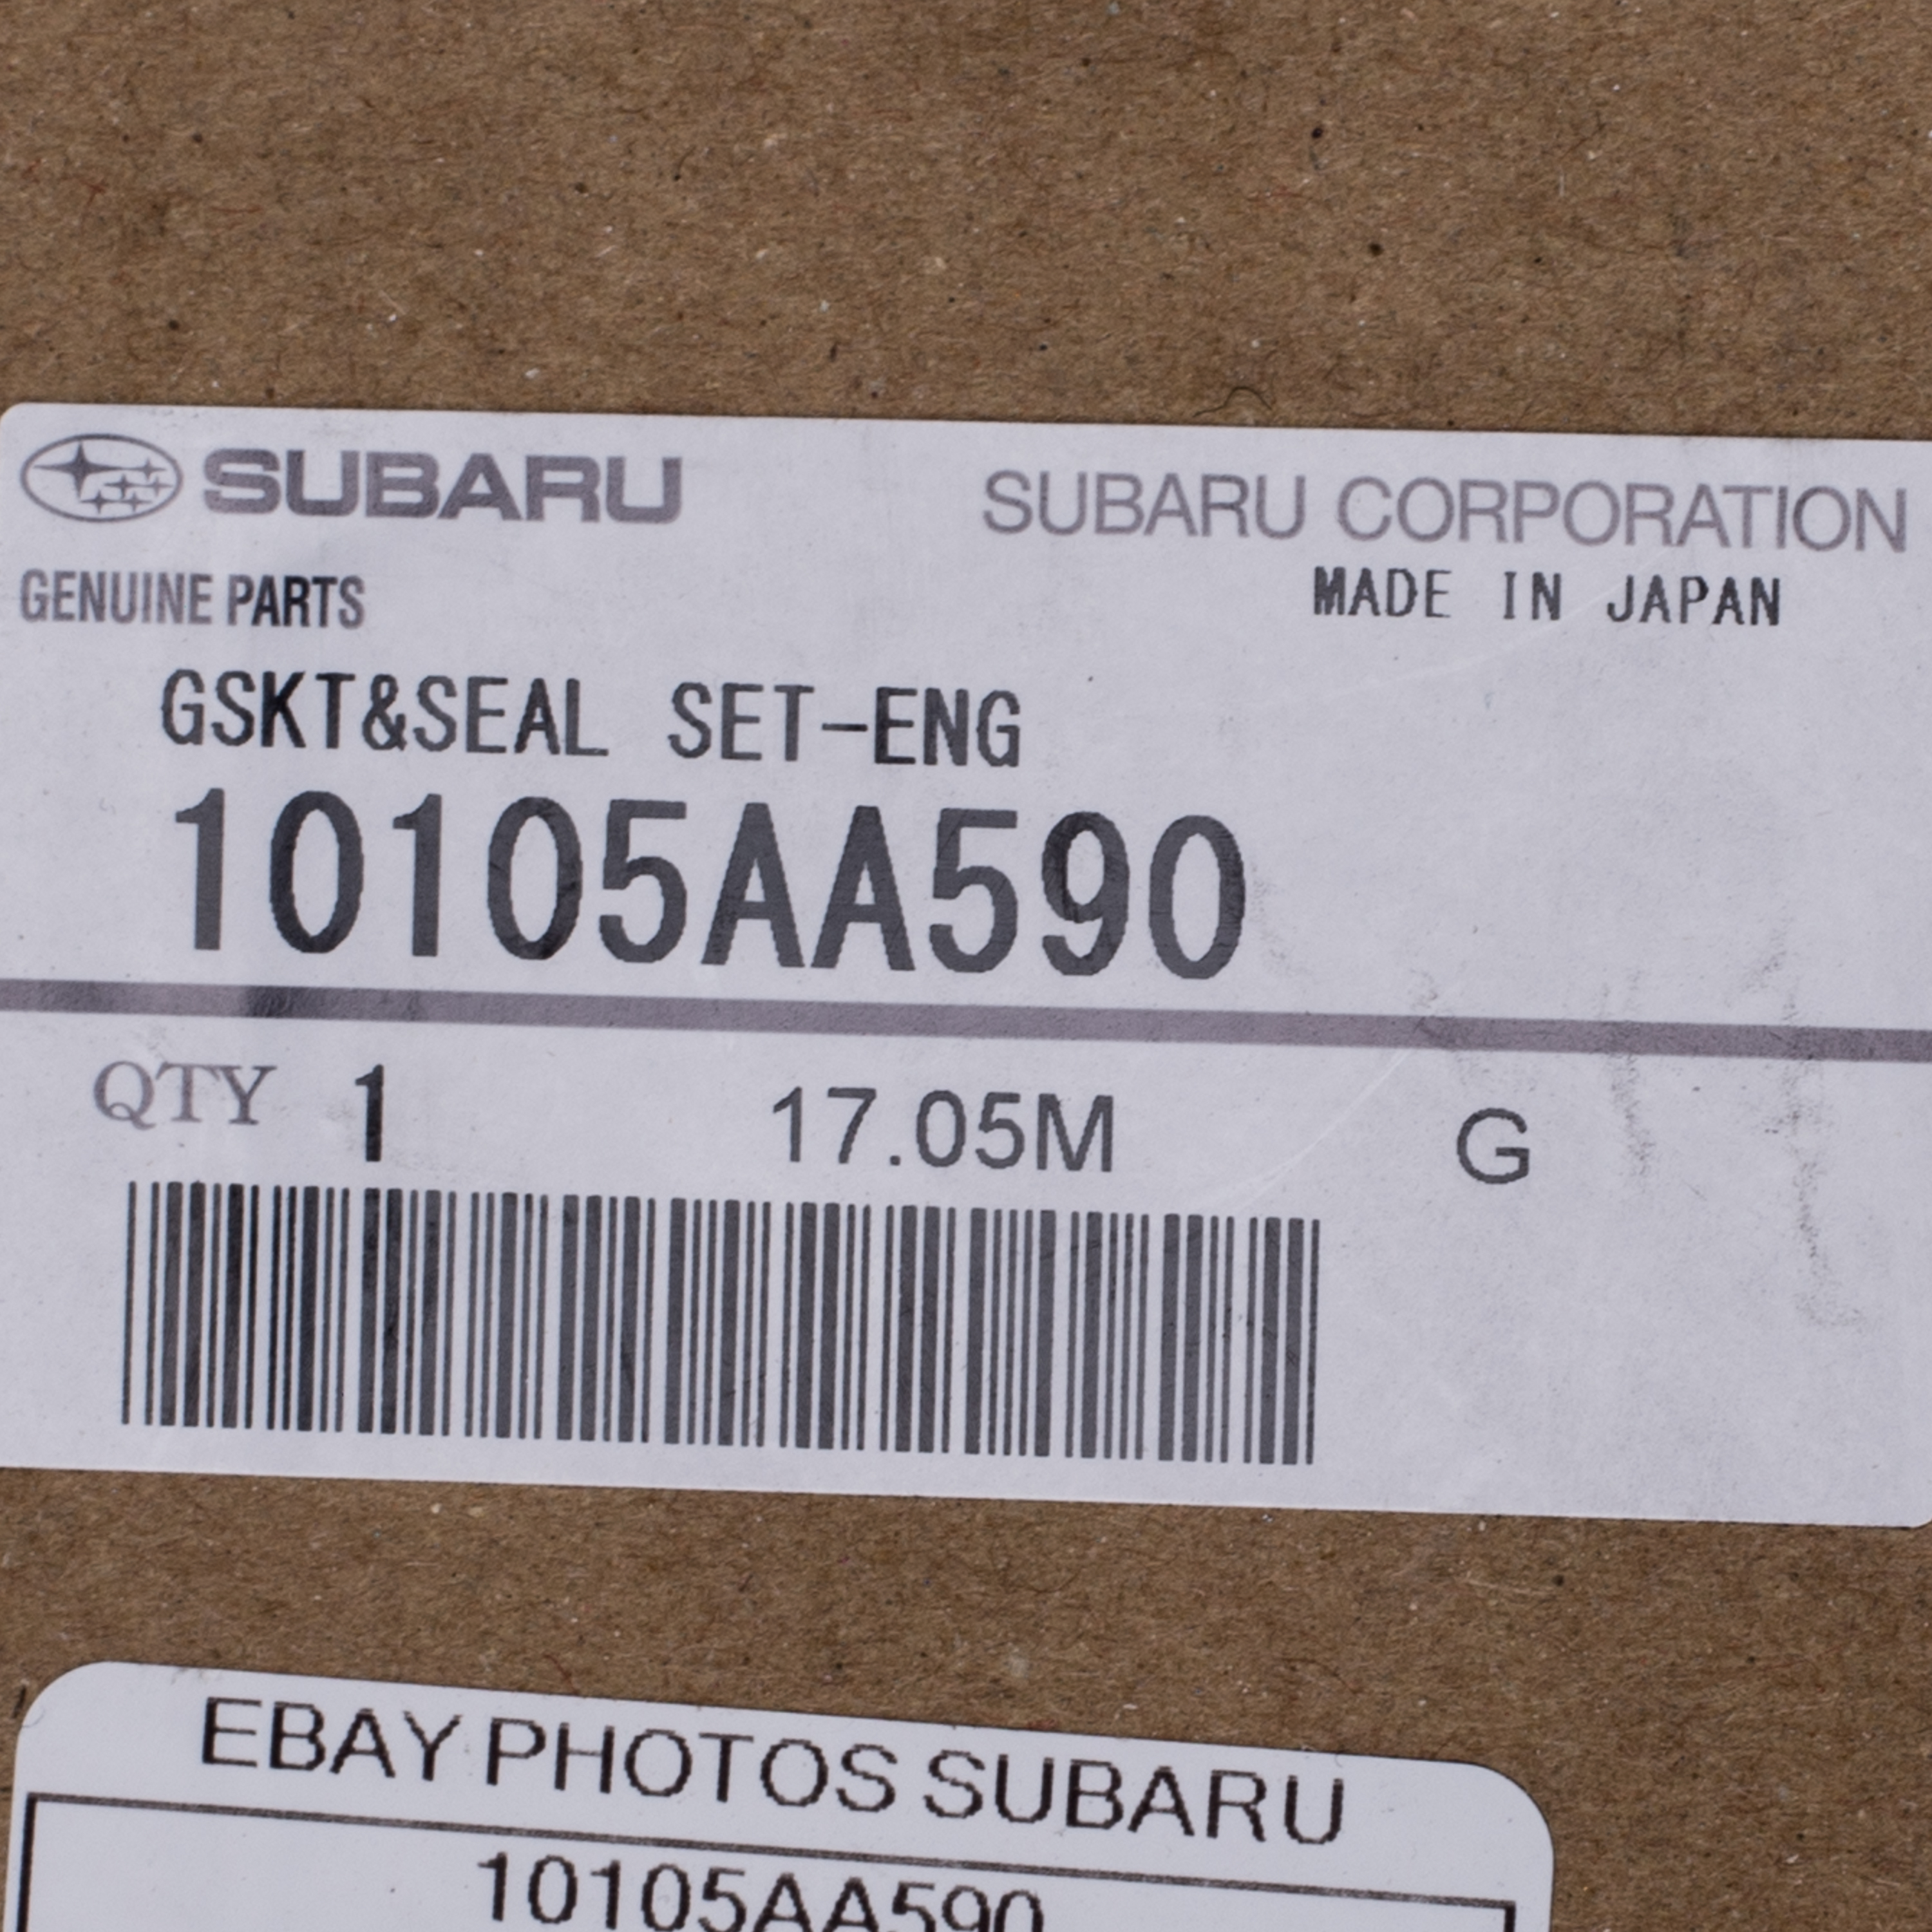 SUBARU
SUBARU CORPORATION
GENUINE PARTS
MADE IN JAPAN
GSKT&SEAL SET-ENG
10105AA590
QTY 1 17.05M G
EBAY PHOTOS SUBARU
10105AA590